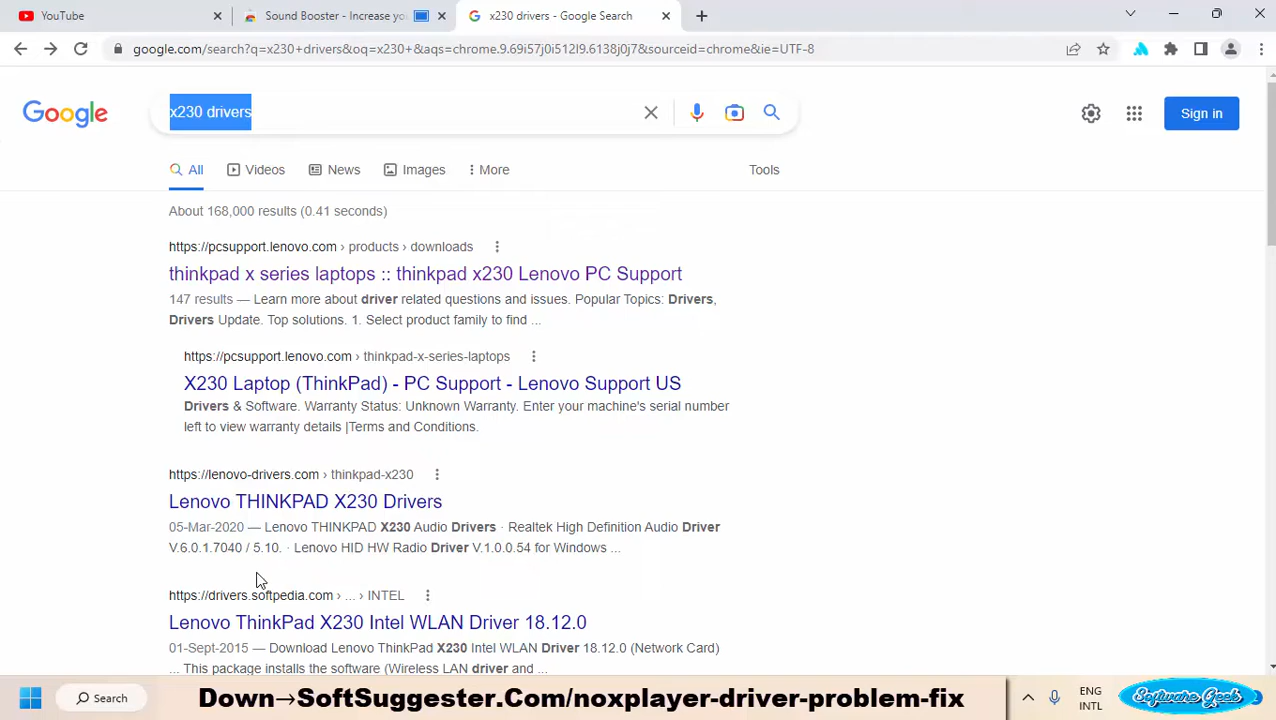 YouTube
Sound Booster - Increase you
x230 drivers - Google Search
google.com/search?q=x230+drivers&oq=x230+&aqs=chrome.9.69i57j0i512l9.6138j0j7&sourceid=chrome&ie=UTF-8
Google
x230 drivers
Sign in
All
Videos
News
Images
More
Tools
About 168,000 results (0.41 seconds)
https://pcsupport.lenovo.com › products › downloads
thinkpad x series laptops :: thinkpad x230 Lenovo PC Support
147 results — Learn more about driver related questions and issues. Popular Topics: Drivers,
Drivers Update. Top solutions. 1. Select product family to find ...
https://pcsupport.lenovo.com › thinkpad-x-series-laptops
X230 Laptop (ThinkPad) - PC Support - Lenovo Support US
Drivers & Software. Warranty Status: Unknown Warranty. Enter your machine's serial number
left to view warranty details |Terms and Conditions.
https://lenovo-drivers.com › thinkpad-x230
Lenovo THINKPAD X230 Drivers
05-Mar-2020 — Lenovo THINKPAD X230 Audio Drivers · Realtek High Definition Audio Driver
V.6.0.1.7040 / 5.10. · Lenovo HID HW Radio Driver V.1.0.0.54 for Windows ...
https://drivers.softpedia.com › ... › INTEL
Lenovo ThinkPad X230 Intel WLAN Driver 18.12.0
01-Sept-2015 — Download Lenovo ThinkPad X230 Intel WLAN Driver 18.12.0 (Network Card)
... This package installs the software (Wireless LAN driver and ...
Search
Down→SoftSuggester.Com/noxplayer-driver-problem-fix
ENG
INTL
Software Geek